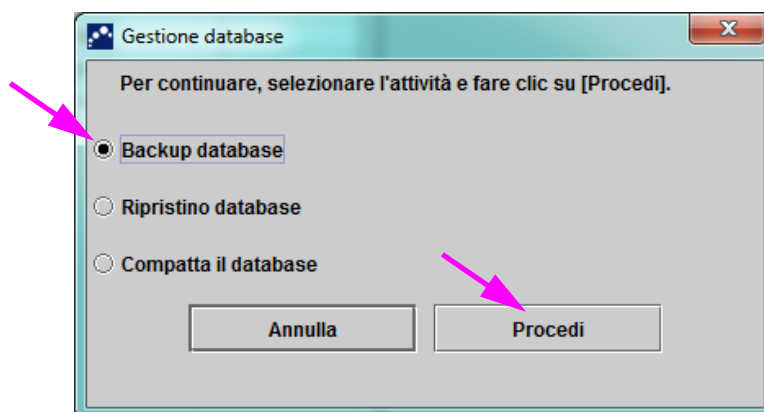 Gestione database
Per continuare, selezionare l'attività e fare clic su [Procedi].
Backup database
Ripristino database
Compatta il database
Annulla Procedi